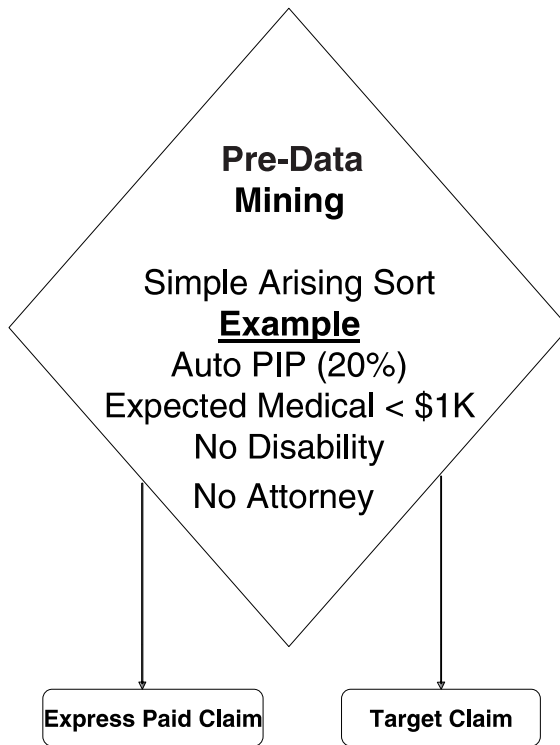 Pre-Data
Mining
Simple Arising Sort
Example
Auto PIP (20%)
Expected Medical < $1K
No Disability
No Attorney
Express Paid Claim
Target Claim